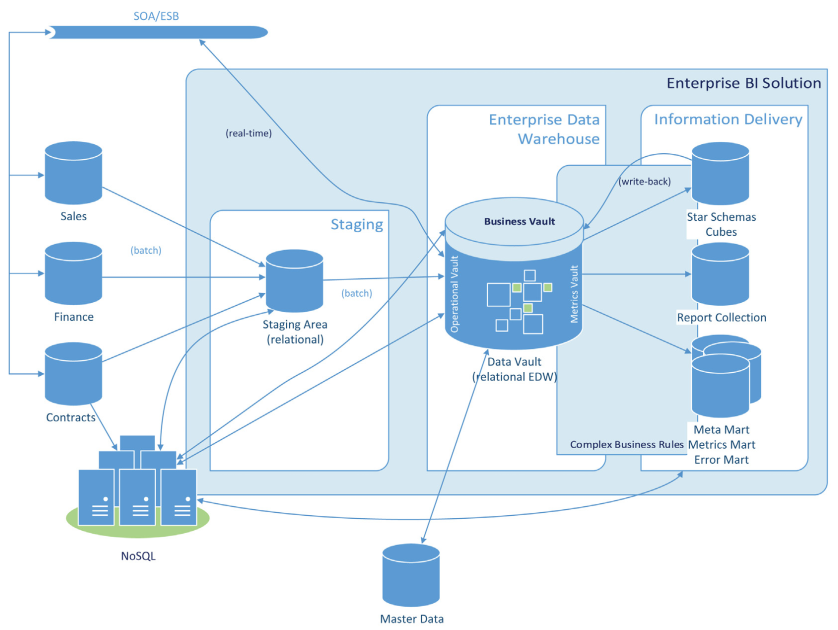 SOA/ESB
Enterprise BI Solution
Enterprise Data
Warehouse
Information Delivery
(real-time)
(write-back)
Sales
Staging
Business Vault
Star Schemas
Cubes
(batch)
Operational Vault
Metrics Vault
(batch)
Finance
Staging Area
(relational)
Report Collection
Data Vault
(relational EDW)
Contracts
Meta Mart
Complex Business Rules
Metrics Mart
Error Mart
NoSQL
Master Data